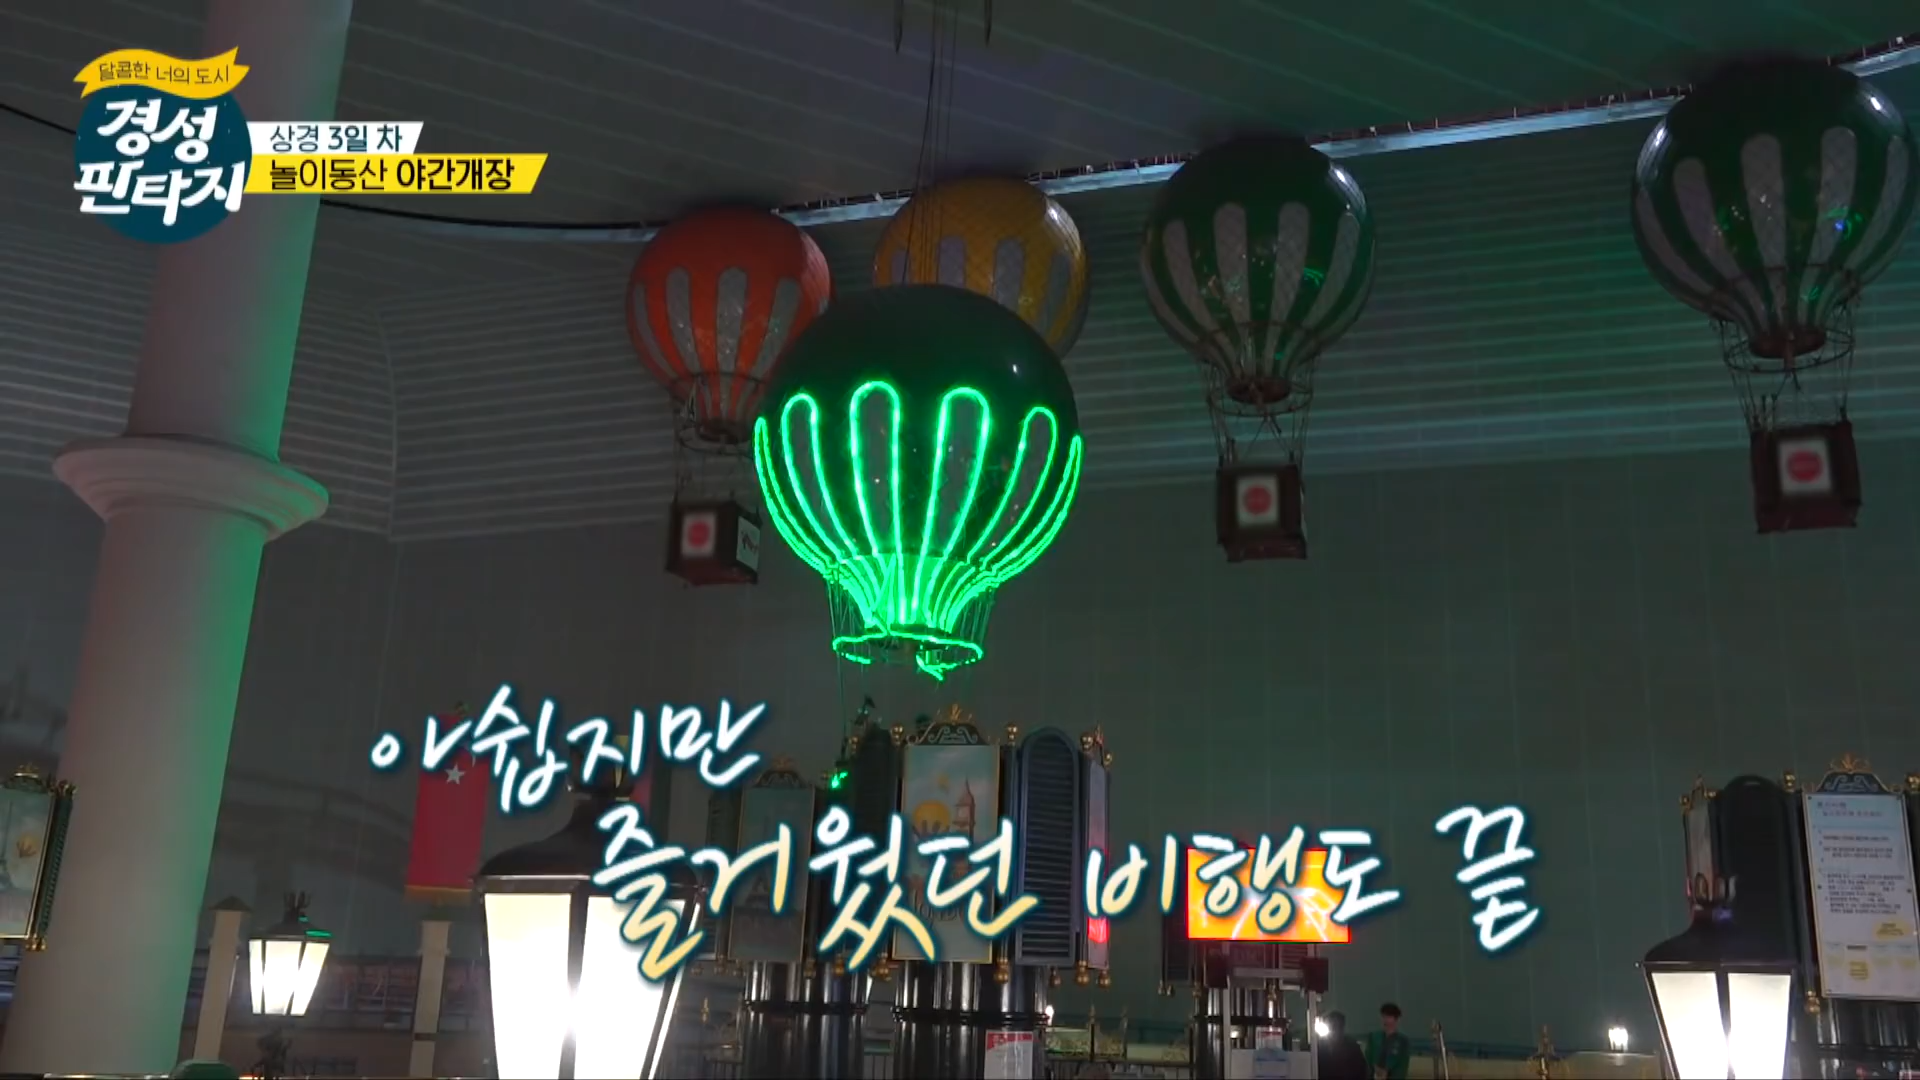 달콤한 너의 도시
경성
판타지
상경 3일 차
놀이동산 야간개장
아쉽지만
즐거웠던 비행도 끝